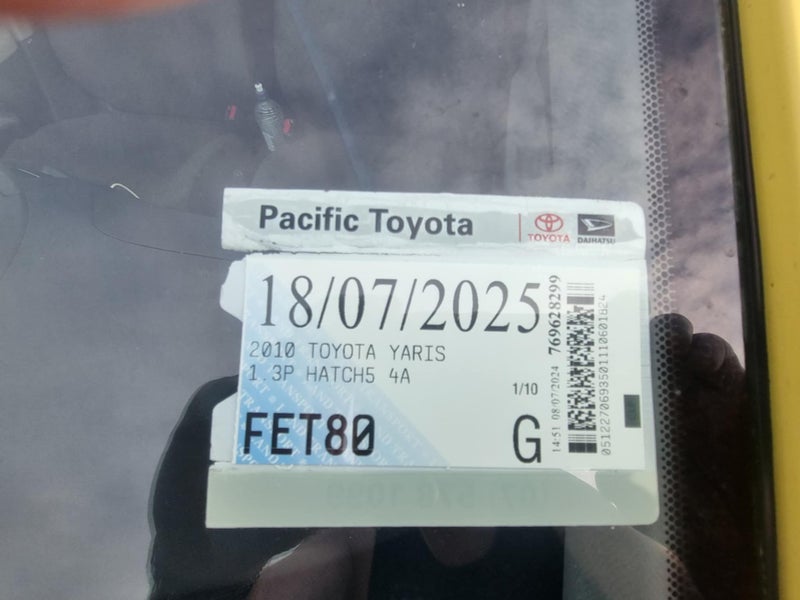 Pacific Toyota
TOYOTA
DAIHATSU
18/07/2025
2010 TOYOTA YARIS
1.3P HATCH5 4A
1/10
FET80
G
769628299
14:51 08/07/2024
0512270693501110601824